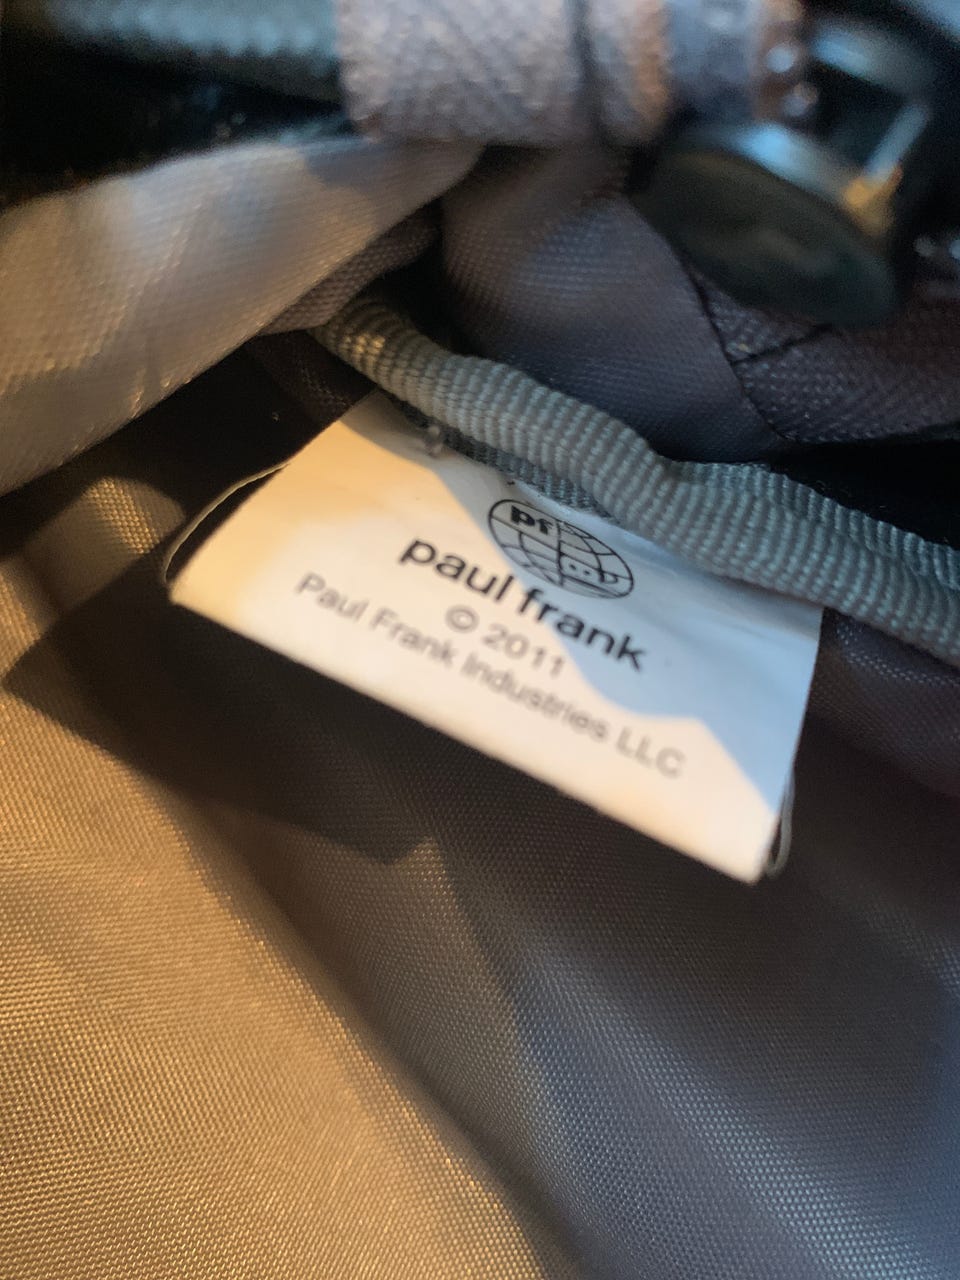 pf
paul frank
© 2011
Paul Frank Industries LLC